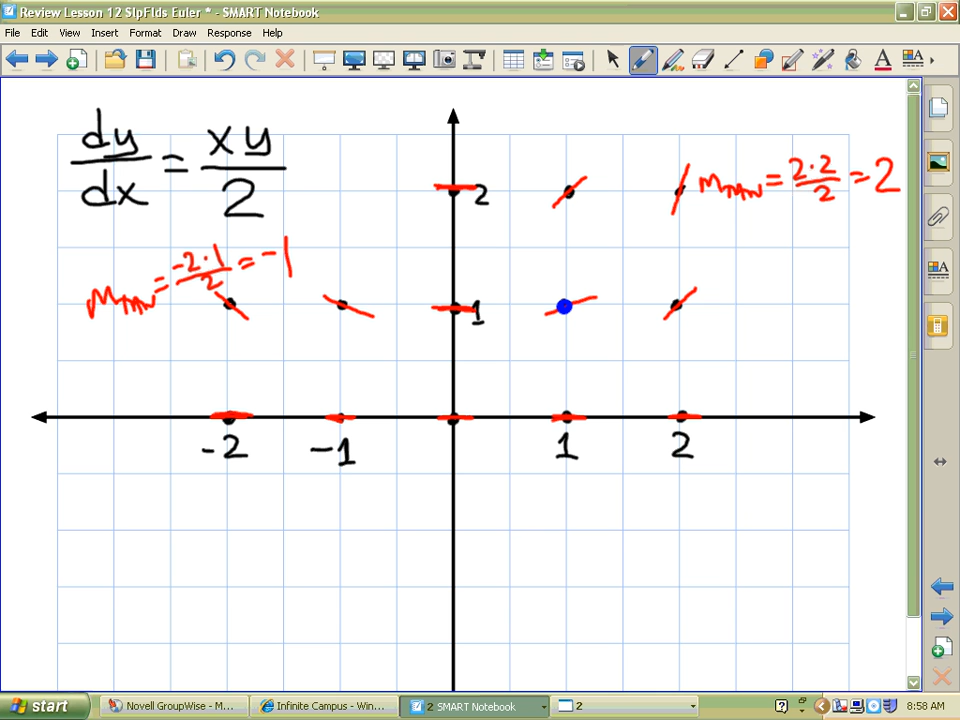 Review Lesson 12 SlpFlds Euler * - SMART Notebook
File Edit View Insert Format Draw Response Help
dy/dx = xy/2
2
m_TAN = 2·2/2 = 2
m_TAN = -2·1/2 = -1
1
-2 -1 1 2
start
Novell GroupWise - M...
Infinite Campus - Win...
2 SMART Notebook
2
8:58 AM